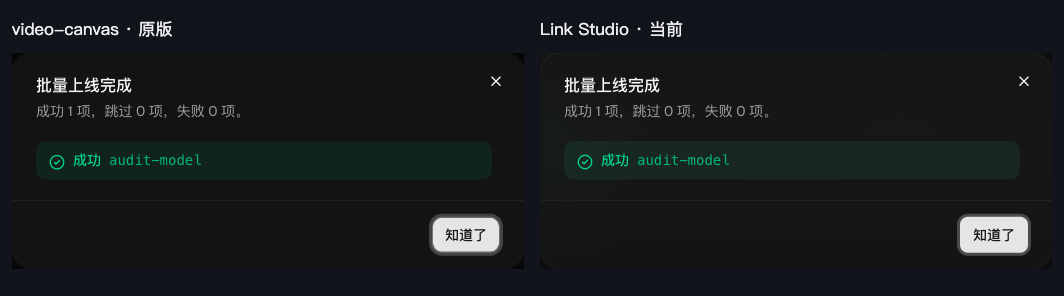 video-canvas · 原版
批量上线完成
成功 1 项，跳过 0 项，失败 0 项。
成功 audit-model
知道了
Link Studio · 当前
批量上线完成
成功 1 项，跳过 0 项，失败 0 项。
成功 audit-model
知道了